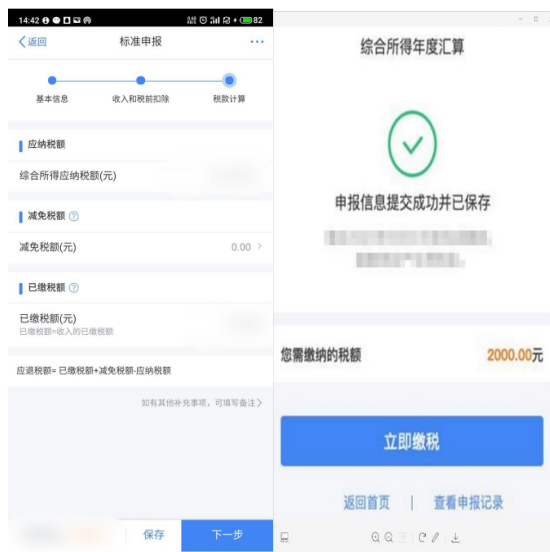 14:42
82
返回
标准申报
基本信息
收入和税前扣除
税款计算
应纳税额
综合所得应纳税额(元)
减免税额
减免税额(元)
0.00
已缴税额
已缴税额(元)
已缴税额=收入的已缴税额
应退税额= 已缴税额+减免税额-应纳税额
如有其他补充事项，可填写备注
保存
下一步
综合所得年度汇算
申报信息提交成功并已保存
您需缴纳的税额
2000.00元
立即缴税
返回首页 | 查看申报记录